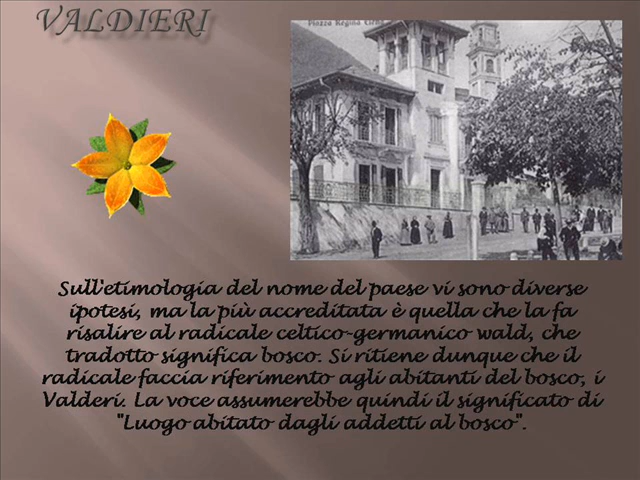 VALDIERI
Piazza Regina Elena
Sull'etimologia del nome del paese vi sono diverse
ipotesi, ma la più accreditata è quella che la fa
risalire al radicale celtico-germanico wald, che
tradotto significa bosco. Si ritiene dunque che il
radicale faccia riferimento agli abitanti del bosco, i
Valderi. La voce assumerebbe quindi il significato di
"Luogo abitato dagli addetti al bosco".